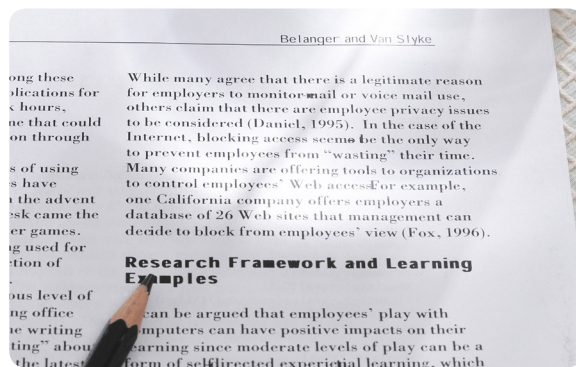 Belanger and Van Slyke
ong these
plications for
hours,
ne that could
on through
s of using
s have
the advent
esk came the
er games.
ng used for
ction of
ous level of
ng office
e writing
ting" abou
the latest
While many agree that there is a legitimate reason
for employers to monitor mail or voice mail use,
others claim that there are employee privacy issues
to be considered (Daniel, 1995). In the case of the
Internet, blocking access seems be the only way
to prevent employees from “wasting” their time.
Many companies are offering tools to organizations
to control employees’ Web access For example,
one California company offers employers a
database of 26 Web sites that management can
decide to block from employees’ view (Fox, 1996).
Research Framework and Learning
Examples
can be argued that employees’ play with
mputers can have positive impacts on their
earning since moderate levels of play can be a
form of selfdirected experiential learning, which